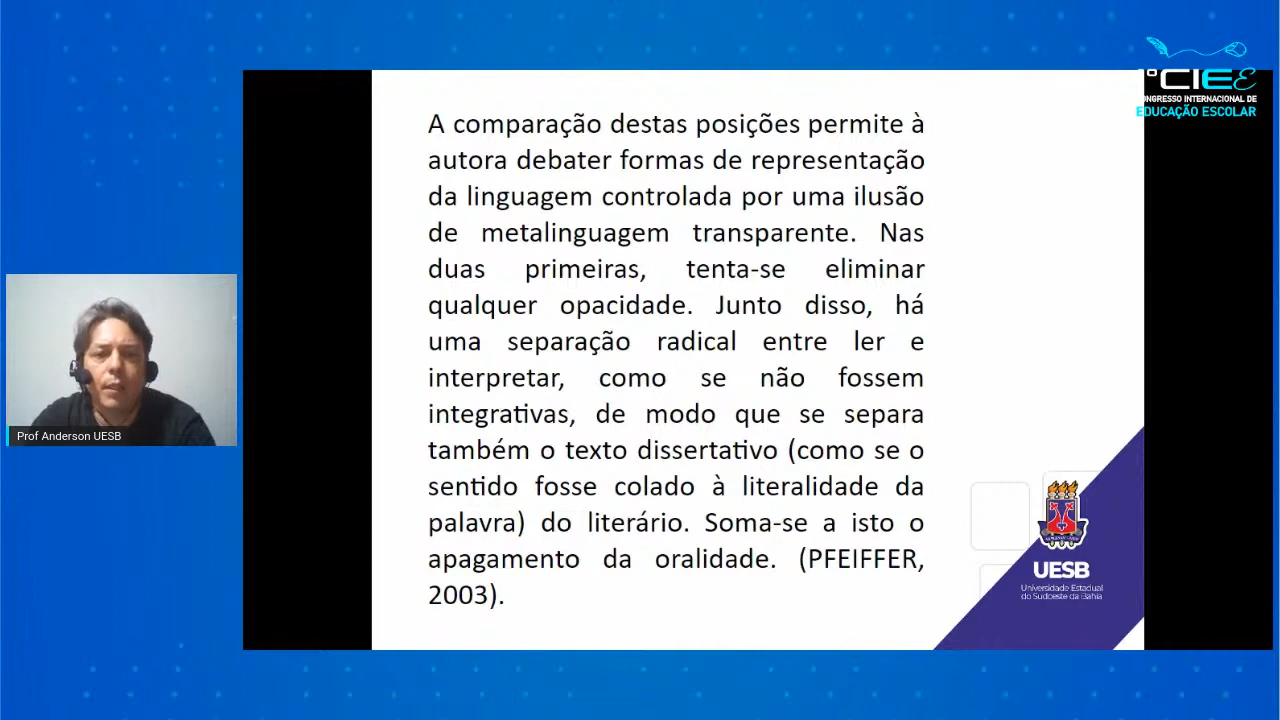 º CIEE
CONGRESSO INTERNACIONAL DE
EDUCAÇÃO ESCOLAR
A comparação destas posições permite à
autora debater formas de representação
da linguagem controlada por uma ilusão
de metalinguagem transparente. Nas
duas primeiras, tenta-se eliminar
qualquer opacidade. Junto disso, há
uma separação radical entre ler e
interpretar, como se não fossem
integrativas, de modo que se separa
também o texto dissertativo (como se o
sentido fosse colado à literalidade da
palavra) do literário. Soma-se a isto o
apagamento da oralidade. (PFEIFFER,
2003).
Prof Anderson UESB
UESB
Universidade Estadual
do Sudoeste da Bahia